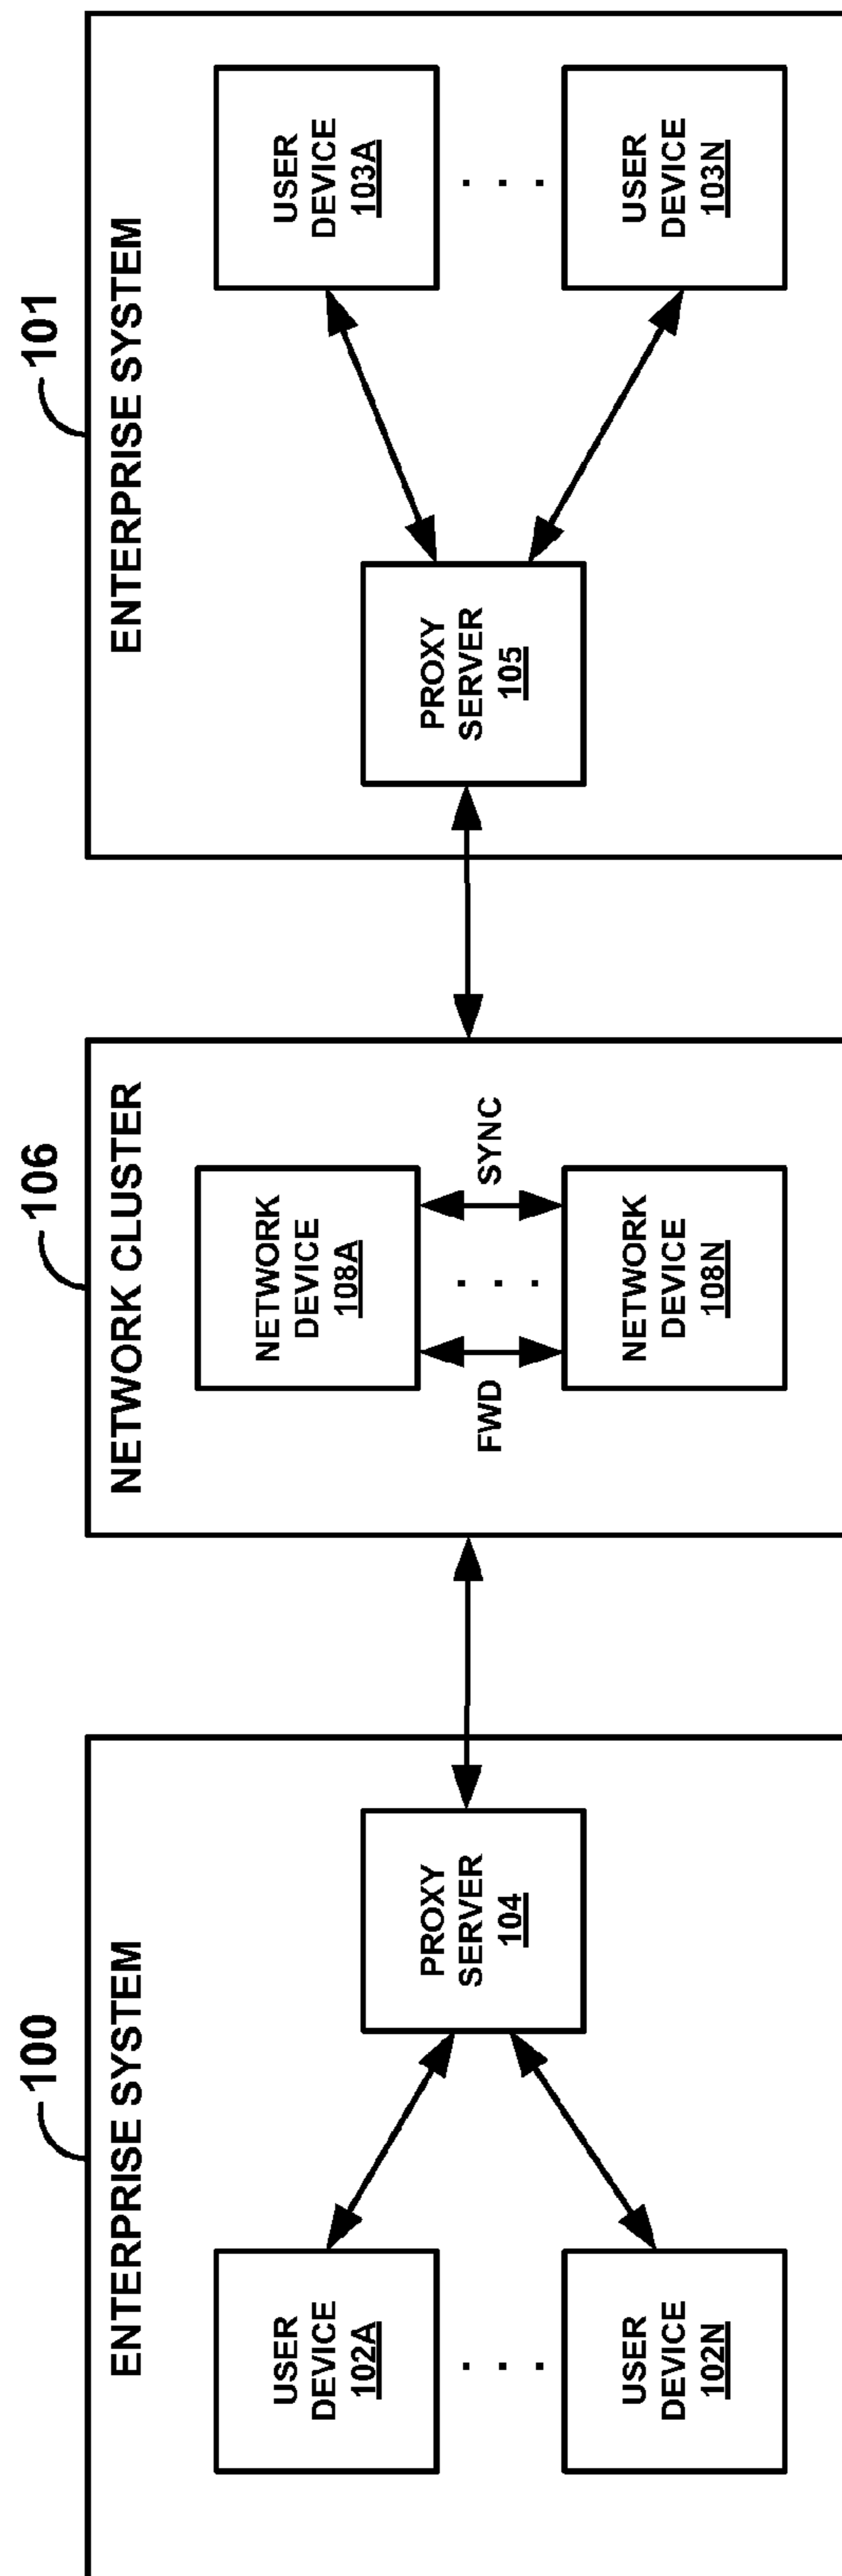 100
ENTERPRISE SYSTEM
USER
DEVICE
102A
. . .
USER
DEVICE
102N
PROXY
SERVER
104
106
NETWORK CLUSTER
NETWORK
DEVICE
108A
FWD
. . .
SYNC
NETWORK
DEVICE
108N
101
ENTERPRISE SYSTEM
PROXY
SERVER
105
USER
DEVICE
103A
. . .
USER
DEVICE
103N